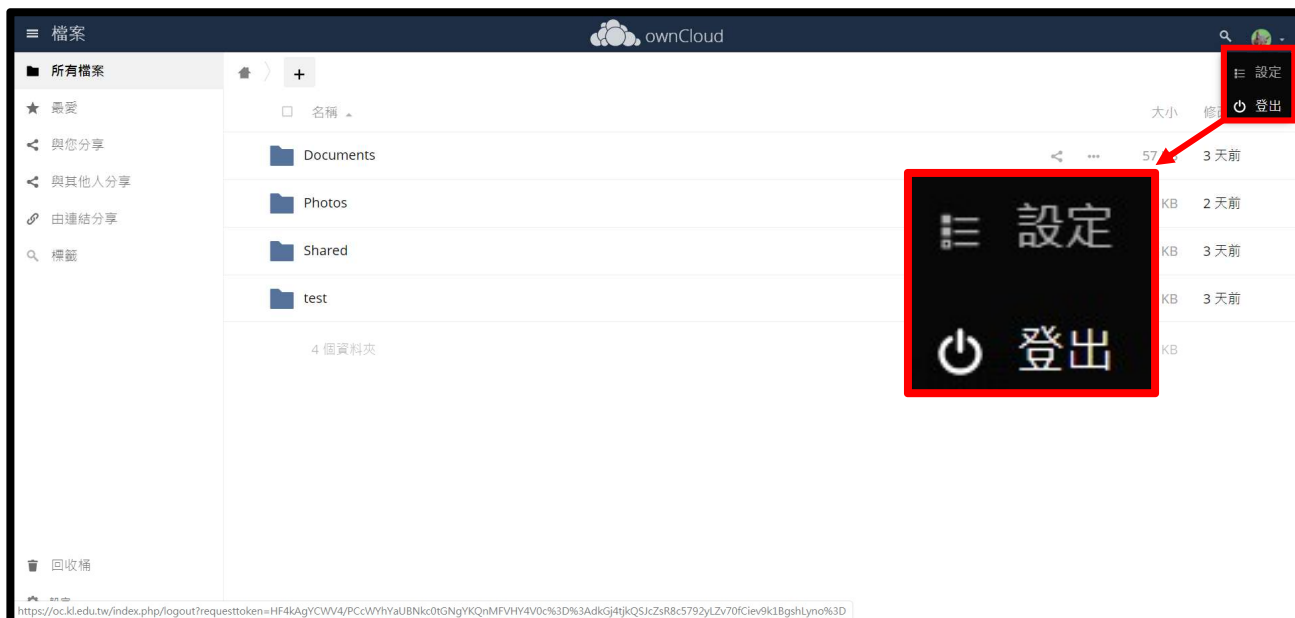 檔案
ownCloud
設定
登出
所有檔案
最愛
與您分享
與其他人分享
由連結分享
標籤
+
名稱
大小
Documents
57
3 天前
Photos
KB
2 天前
Shared
KB
3 天前
test
KB
3 天前
4 個資料夾
KB
設定
登出
回收桶
https://oc.kl.edu.tw/index.php/logout?requesttoken=HF4kAgYCWV4/PCcWYhYaUBNkc0tGNgYKQnMFVHY4V0c%3D%3AdkGj4tjkQSJcZsR8c5792yLZv70fCiev9k1BgshLyno%3D